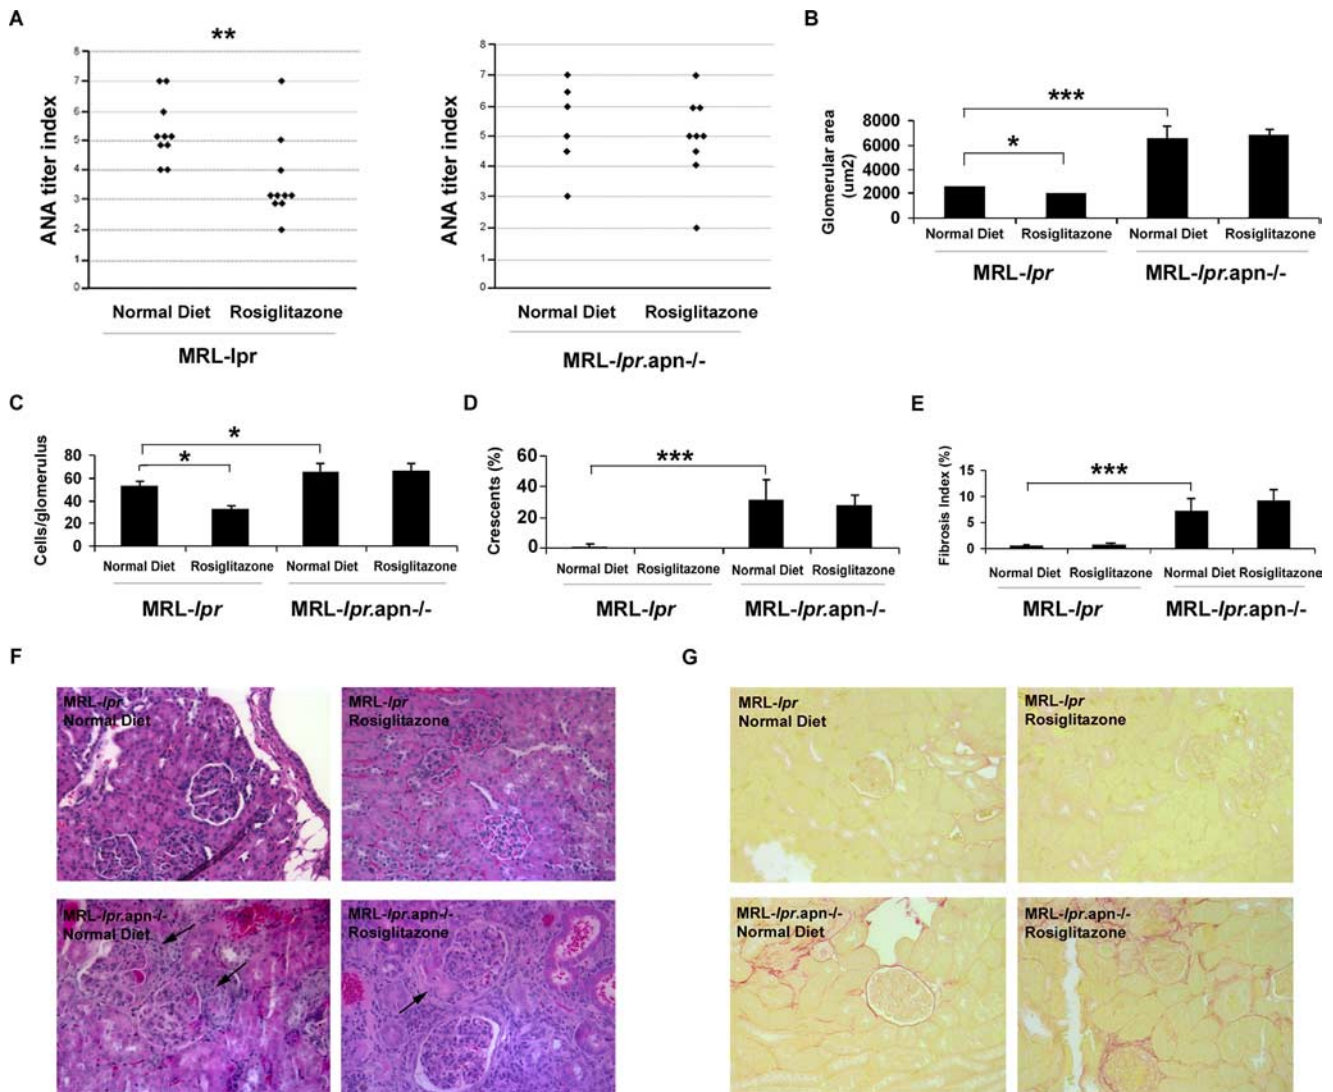 A
**
ANA titer index
8
7
6
5
4
3
2
1
0
Normal Diet Rosiglitazone
MRL-lpr
ANA titer index
8
7
6
5
4
3
2
1
0
Normal Diet Rosiglitazone
MRL-lpr.apn-/-
B
Glomerular area
(um2)
8000
6000
4000
2000
0
***
*
Normal Diet Rosiglitazone Normal Diet Rosiglitazone
MRL-lpr MRL-lpr.apn-/-
C
Cells/glomerulus
80
60
40
20
0
*
*
Normal Diet Rosiglitazone Normal Diet Rosiglitazone
MRL-lpr MRL-lpr.apn-/-
D
Crescents (%)
60
40
20
0
***
Normal Diet Rosiglitazone Normal Diet Rosiglitazone
MRL-lpr MRL-lpr.apn-/-
E
Fibrosis Index (%)
15
10
5
0
***
Normal Diet Rosiglitazone Normal Diet Rosiglitazone
MRL-lpr MRL-lpr.apn-/-
F
MRL-lpr
Normal Diet
MRL-lpr
Rosiglitazone
MRL-lpr.apn-/-
Normal Diet
MRL-lpr.apn-/-
Rosiglitazone
G
MRL-lpr
Normal Diet
MRL-lpr
Rosiglitazone
MRL-lpr.apn-/-
Normal Diet
MRL-lpr.apn-/-
Rosiglitazone